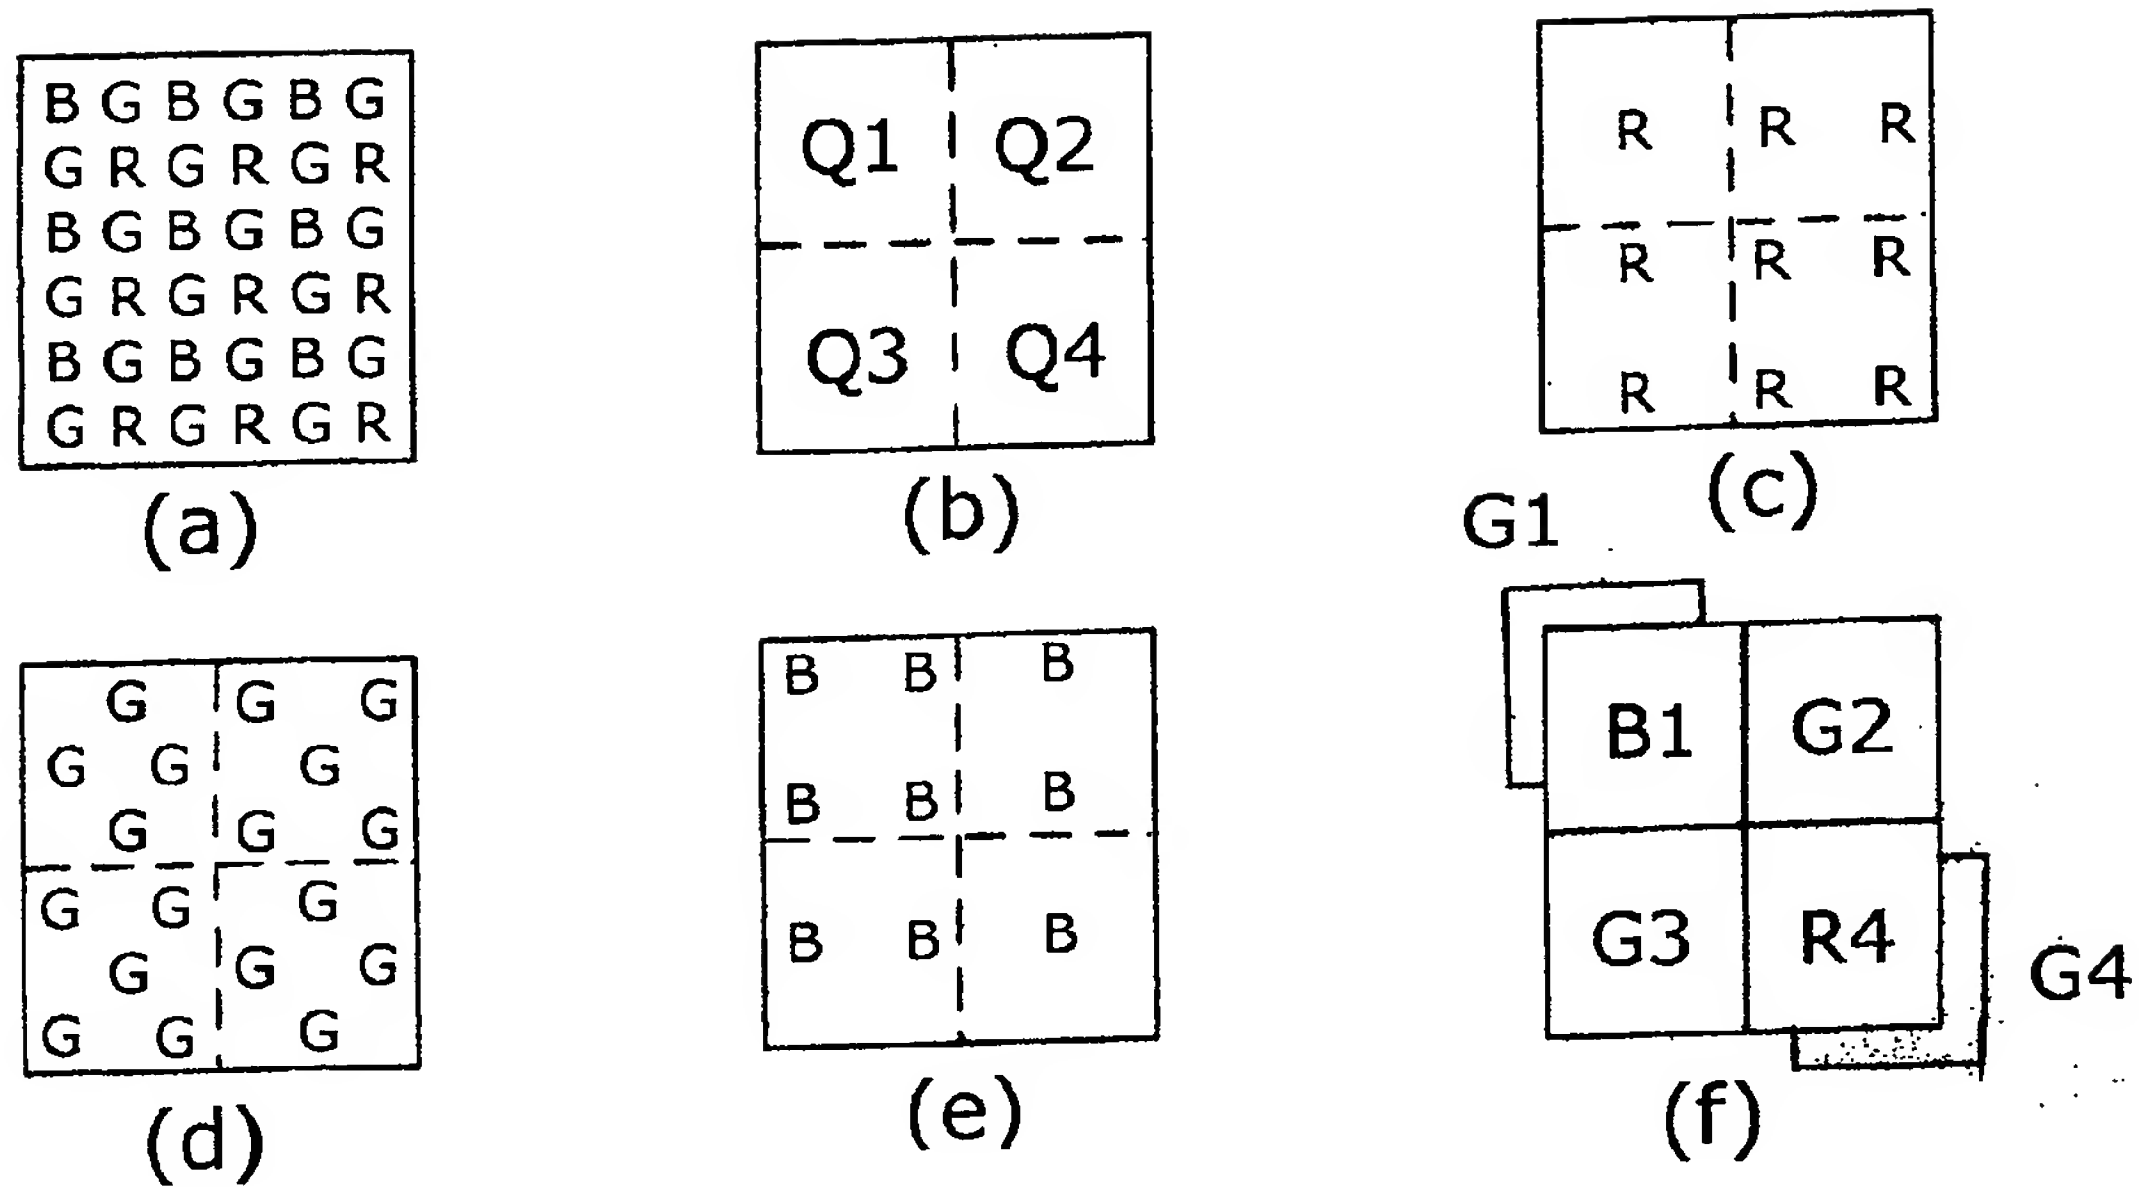 B G B G B G
G R G R G R
B G B G B G
G R G R G R
B G B G B G
G R G R G R
(a)
Q1 Q2
Q3 Q4
(b)
R R R
R R R
R R R
(c)
G G G
G G G
G G G
G G G
G G G
G G G
(d)
B B B
B B B
B B B
(e)
G1
B1 G2
G3 R4
G4
(f)